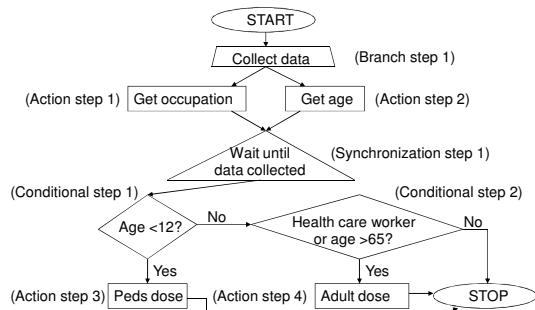 START
Collect data
(Branch step 1)
(Action step 1)
Get occupation
Get age
(Action step 2)
Wait until
data collected
(Synchronization step 1)
(Conditional step 1)
(Conditional step 2)
Age <12?
No
Health care worker
or age >65?
No
Yes
Yes
(Action step 3)
Peds dose
(Action step 4)
Adult dose
STOP